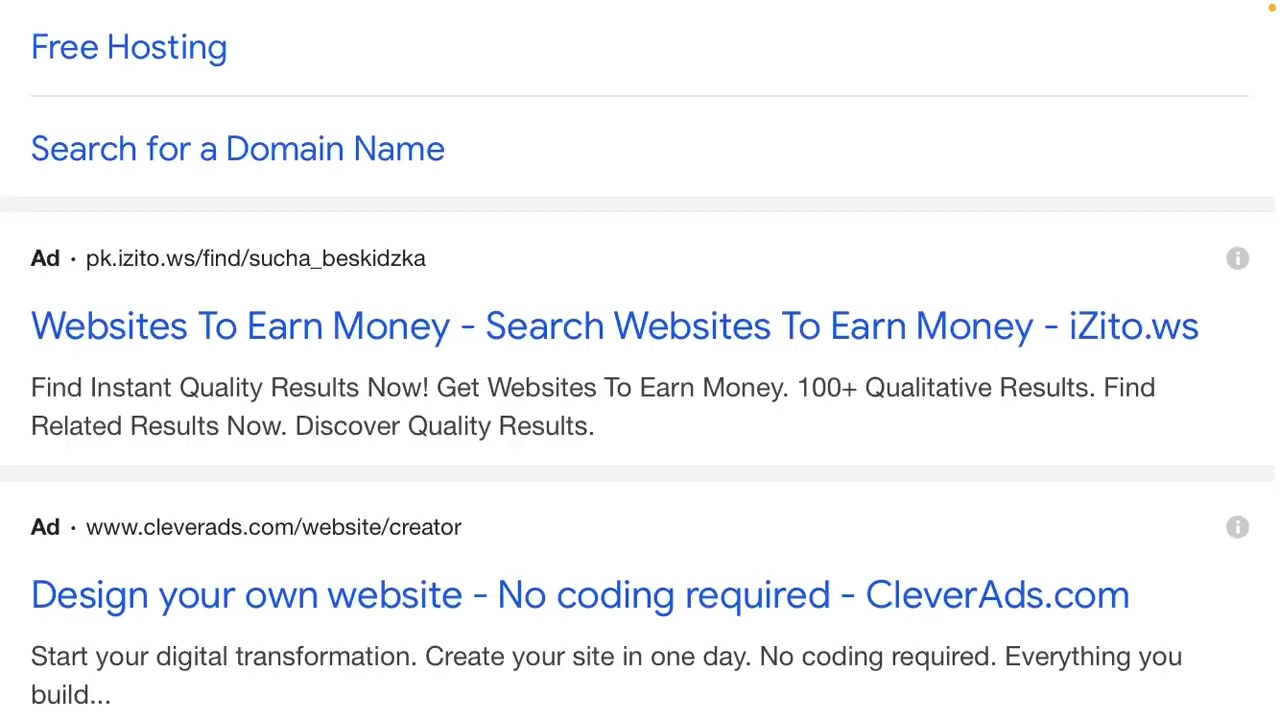 Free Hosting
Search for a Domain Name
Ad · pk.izito.ws/find/sucha_beskidzka
Websites To Earn Money - Search Websites To Earn Money - iZito.ws
Find Instant Quality Results Now! Get Websites To Earn Money. 100+ Qualitative Results. Find
Related Results Now. Discover Quality Results.
Ad · www.cleverads.com/website/creator
Design your own website - No coding required - CleverAds.com
Start your digital transformation. Create your site in one day. No coding required. Everything you
build...